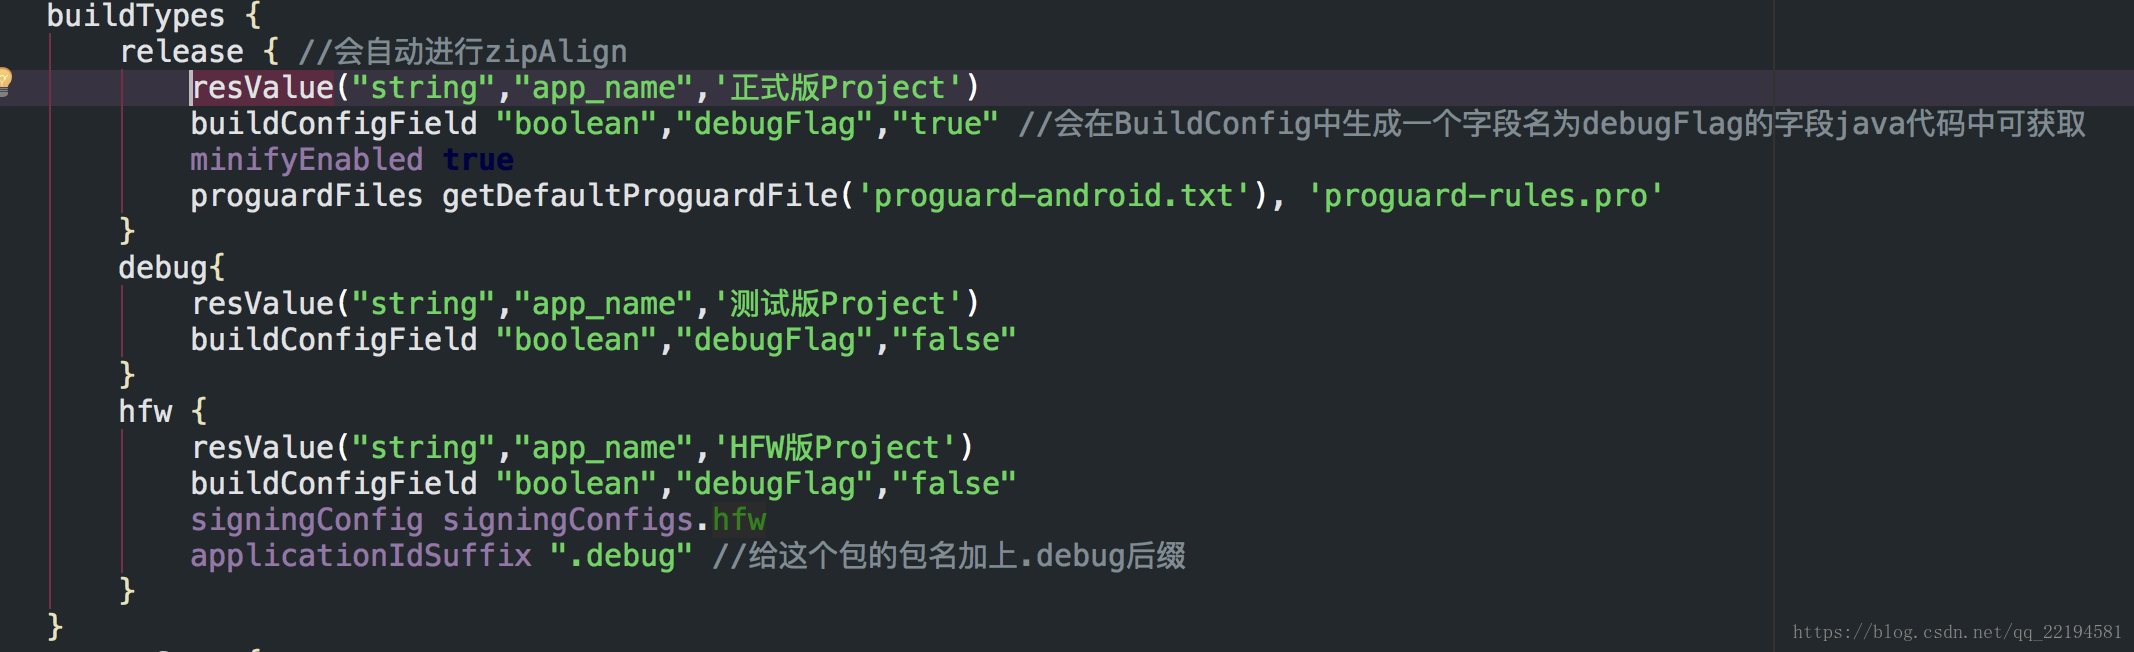 buildTypes {
release { //会自动进行zipAlign
resValue("string","app_name",'正式版Project')
buildConfigField "boolean","debugFlag","true" //会在BuildConfig中生成一个字段名为debugFlag的字段java代码中可获取
minifyEnabled true
proguardFiles getDefaultProguardFile('proguard-android.txt'), 'proguard-rules.pro'
}
debug{
resValue("string","app_name",'测试版Project')
buildConfigField "boolean","debugFlag","false"
}
hfw {
resValue("string","app_name",'HFW版Project')
buildConfigField "boolean","debugFlag","false"
signingConfig signingConfigs.hfw
applicationIdSuffix ".debug" //给这个包的包名加上.debug后缀
}
}
https://blog.csdn.net/qq_22194581